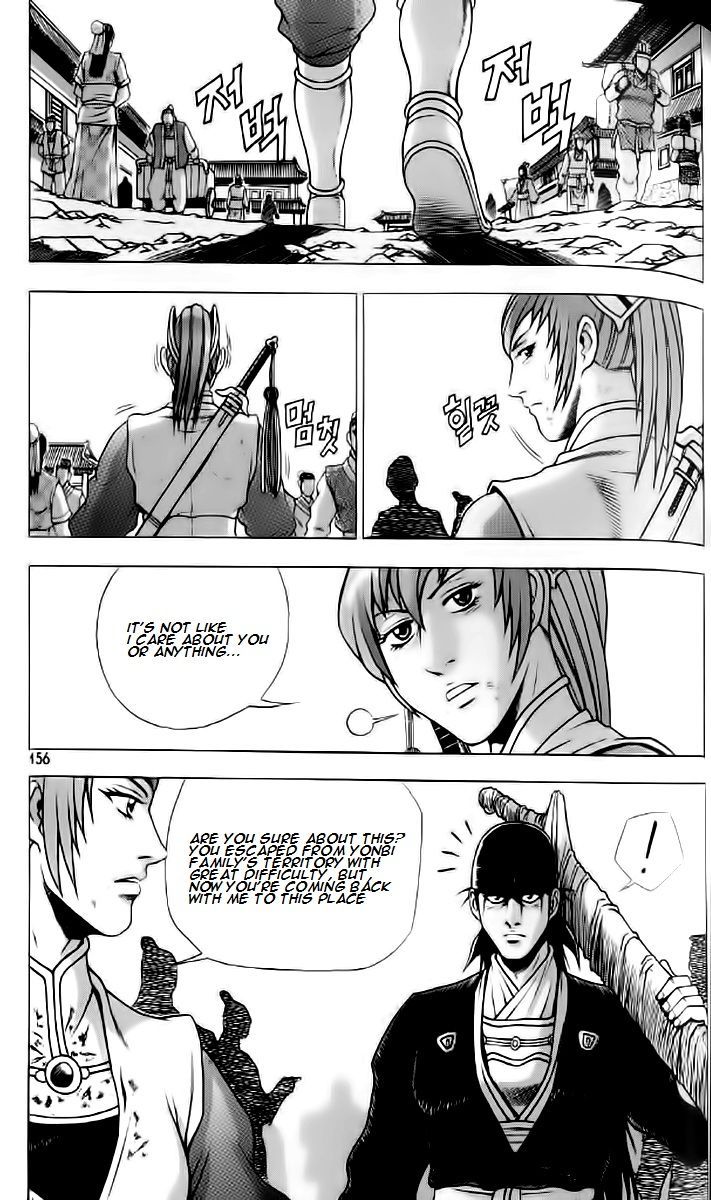 저벅
저벅
멈칫
힐끗
IT'S NOT LIKE
I CARE ABOUT YOU
OR ANYTHING...
156
ARE YOU SURE ABOUT THIS?
YOU ESCAPED FROM YONBI
FAMILY'S TERRITORY WITH
GREAT DIFFICULTY, BUT,
NOW YOU'RE COMING BACK
WITH ME TO THIS PLACE
!